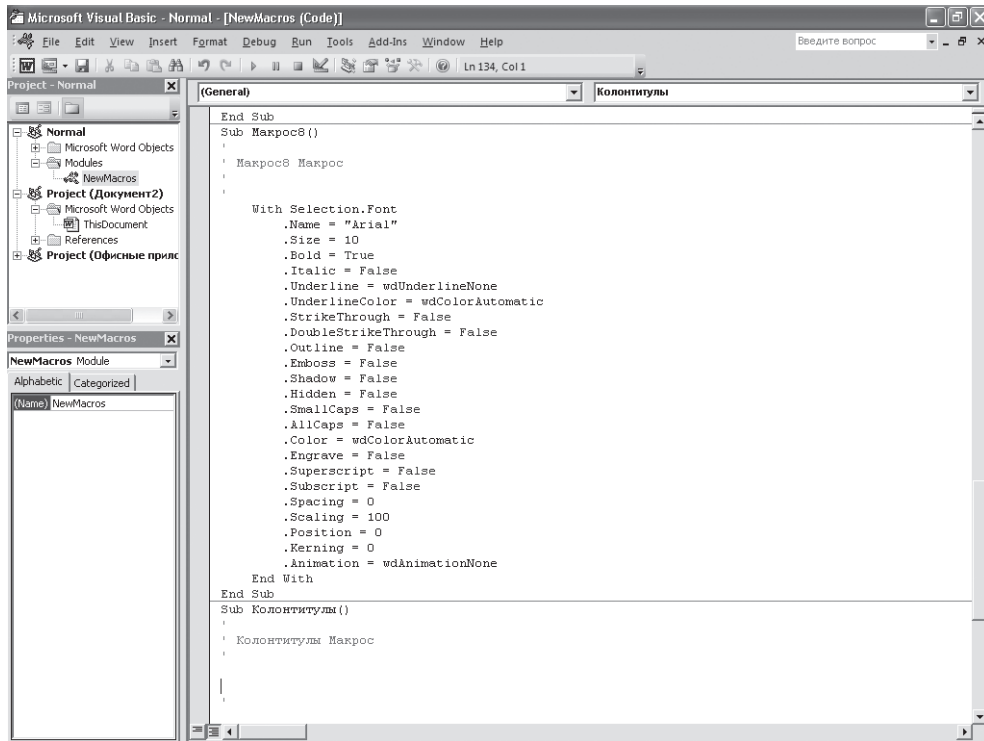 Microsoft Visual Basic - Normal - [NewMacros (Code)]
File Edit View Insert Format Debug Run Tools Add-Ins Window Help
Введите вопрос
Ln 134, Col 1
Project - Normal
(General)
Колонтитулы
Normal
Microsoft Word Objects
Modules
NewMacros
Project (Документ2)
Microsoft Word Objects
ThisDocument
References
Project (Офисные прилс
Properties - NewMacros
NewMacros Module
Alphabetic Categorized
(Name) NewMacros
End Sub
Sub Макрос8()
'
' Макрос8 Макрос
'
'
With Selection.Font
.Name = "Arial"
.Size = 10
.Bold = True
.Italic = False
.Underline = wdUnderlineNone
.UnderlineColor = wdColorAutomatic
.StrikeThrough = False
.DoubleStrikeThrough = False
.Outline = False
.Emboss = False
.Shadow = False
.Hidden = False
.SmallCaps = False
.AllCaps = False
.Color = wdColorAutomatic
.Engrave = False
.Superscript = False
.Subscript = False
.Spacing = 0
.Scaling = 100
.Position = 0
.Kerning = 0
.Animation = wdAnimationNone
End With
End Sub
Sub Колонтитулы()
'
' Колонтитулы Макрос
'
'